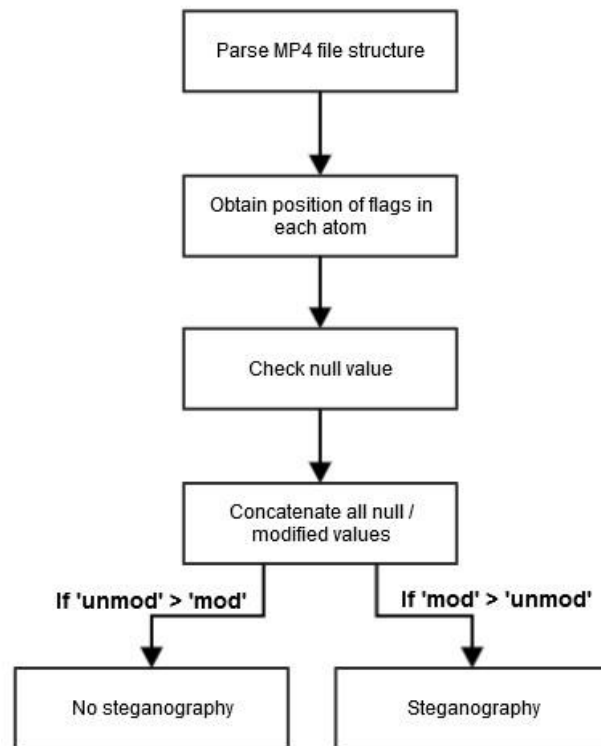 Parse MP4 file structure
Obtain position of flags in
each atom
Check null value
Concatenate all null /
modified values
If 'unmod' > 'mod'
If 'mod' > 'unmod'
No steganography
Steganography